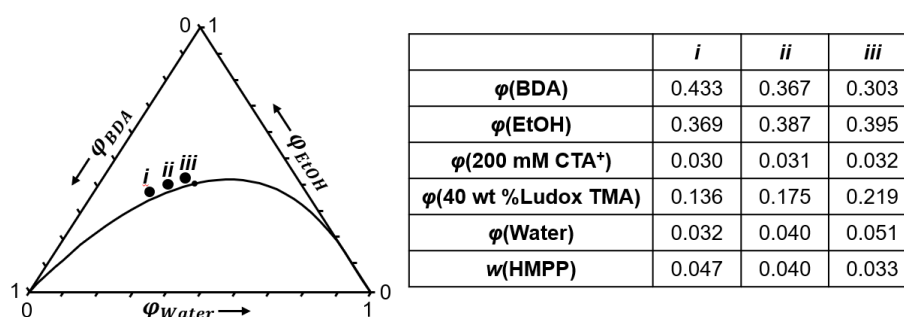 0 1
φBDA
φEtOH
i ii iii
1 0
0 φWater 1
i ii iii
φ(BDA) 0.433 0.367 0.303
φ(EtOH) 0.369 0.387 0.395
φ(200 mM CTA⁺) 0.030 0.031 0.032
φ(40 wt %Ludox TMA) 0.136 0.175 0.219
φ(Water) 0.032 0.040 0.051
w(HMPP) 0.047 0.040 0.033